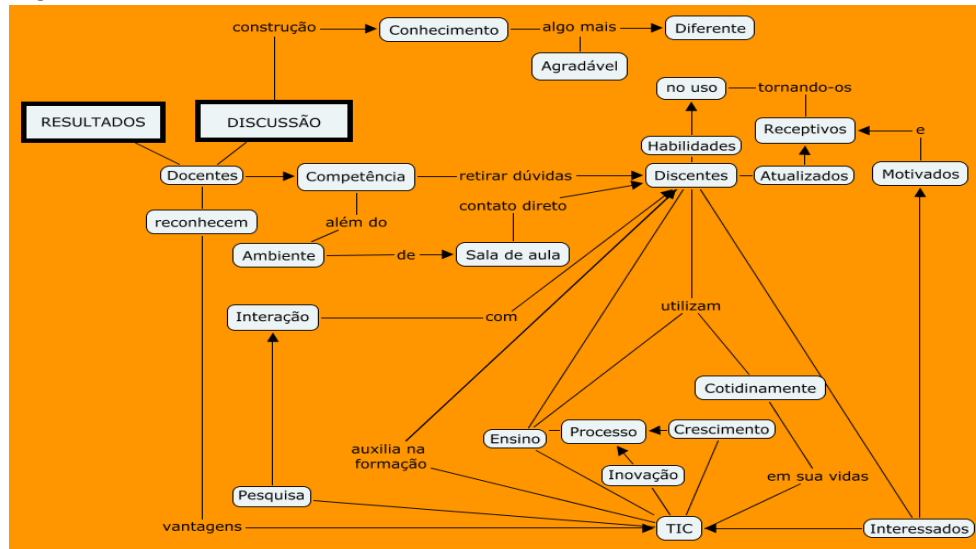 construção
Conhecimento
algo mais
Diferente
Agradável
no uso
tornando-os
RESULTADOS
DISCUSSÃO
Receptivos
e
Habilidades
Docentes
Competência
retirar dúvidas
Discentes
Atualizados
Motivados
contato direto
reconhecem
além do
Ambiente
de
Sala de aula
utilizam
Interação
com
Cotidinamente
Ensino
Processo
Crescimento
auxilia na
formação
Inovação
em sua vidas
Pesquisa
vantagens
TIC
Interessados